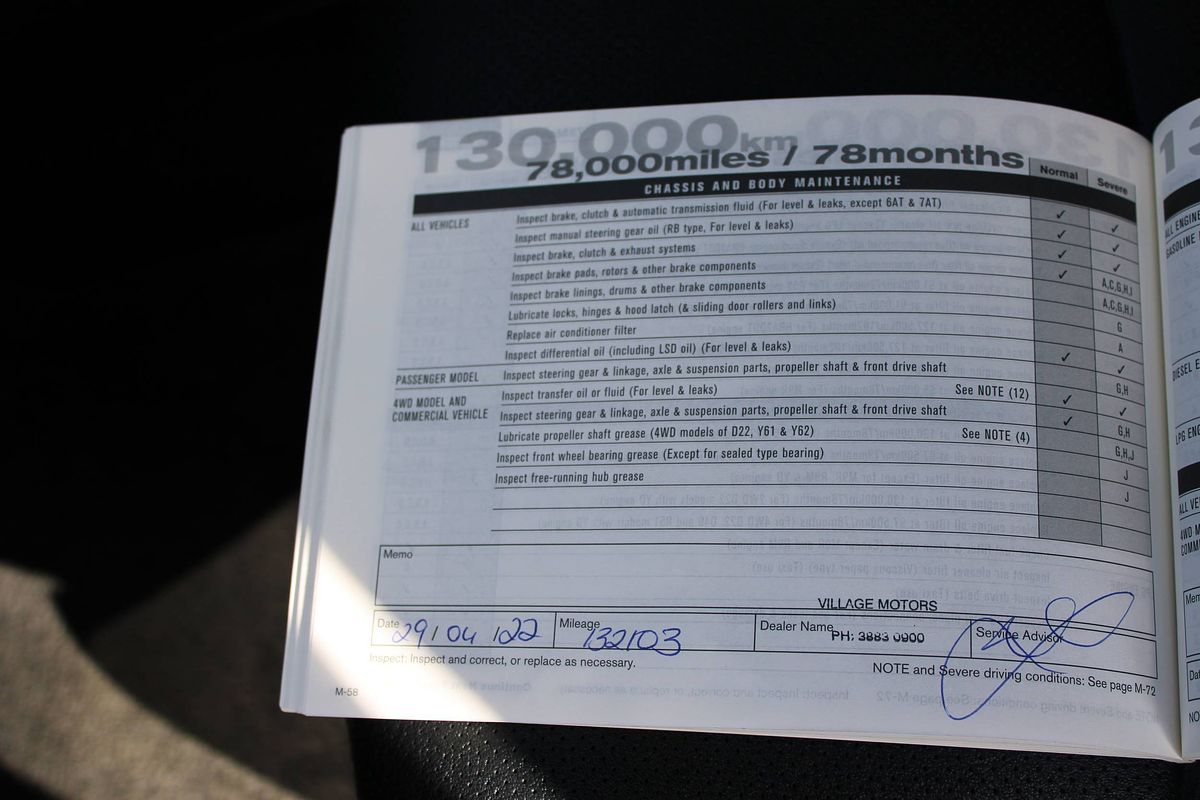 130,000km
78,000miles / 78months
CHASSIS AND BODY MAINTENANCE Normal Severe
ALL VEHICLES Inspect brake, clutch & automatic transmission fluid (For level & leaks, except 6AT & 7AT) ✓ ✓
Inspect manual steering gear oil (RB type, For level & leaks) ✓ ✓
Inspect brake, clutch & exhaust systems ✓ ✓
Inspect brake pads, rotors & other brake components ✓ A,C,G,H,I
Inspect brake linings, drums & other brake components A,C,G,H,I
Lubricate locks, hinges & hood latch (& sliding door rollers and links) G
Replace air conditioner filter A
Inspect differential oil (including LSD oil) (For level & leaks) ✓ ✓
PASSENGER MODEL Inspect steering gear & linkage, axle & suspension parts, propeller shaft & front drive shaft G,H
4WD MODEL AND COMMERCIAL VEHICLE Inspect transfer oil or fluid (For level & leaks) See NOTE (12) ✓ ✓
Inspect steering gear & linkage, axle & suspension parts, propeller shaft & front drive shaft ✓ G,H
Lubricate propeller shaft grease (4WD models of D22, Y61 & Y62) See NOTE (4) G,H,J
Inspect front wheel bearing grease (Except for sealed type bearing) J
Inspect free-running hub grease J
Memo
VILLAGE MOTORS
Date 29/04/22 Mileage 132103 Dealer Name PH: 3883 0900 Service Advisor
Inspect: Inspect and correct, or replace as necessary.
NOTE and Severe driving conditions: See page M-72
M-58